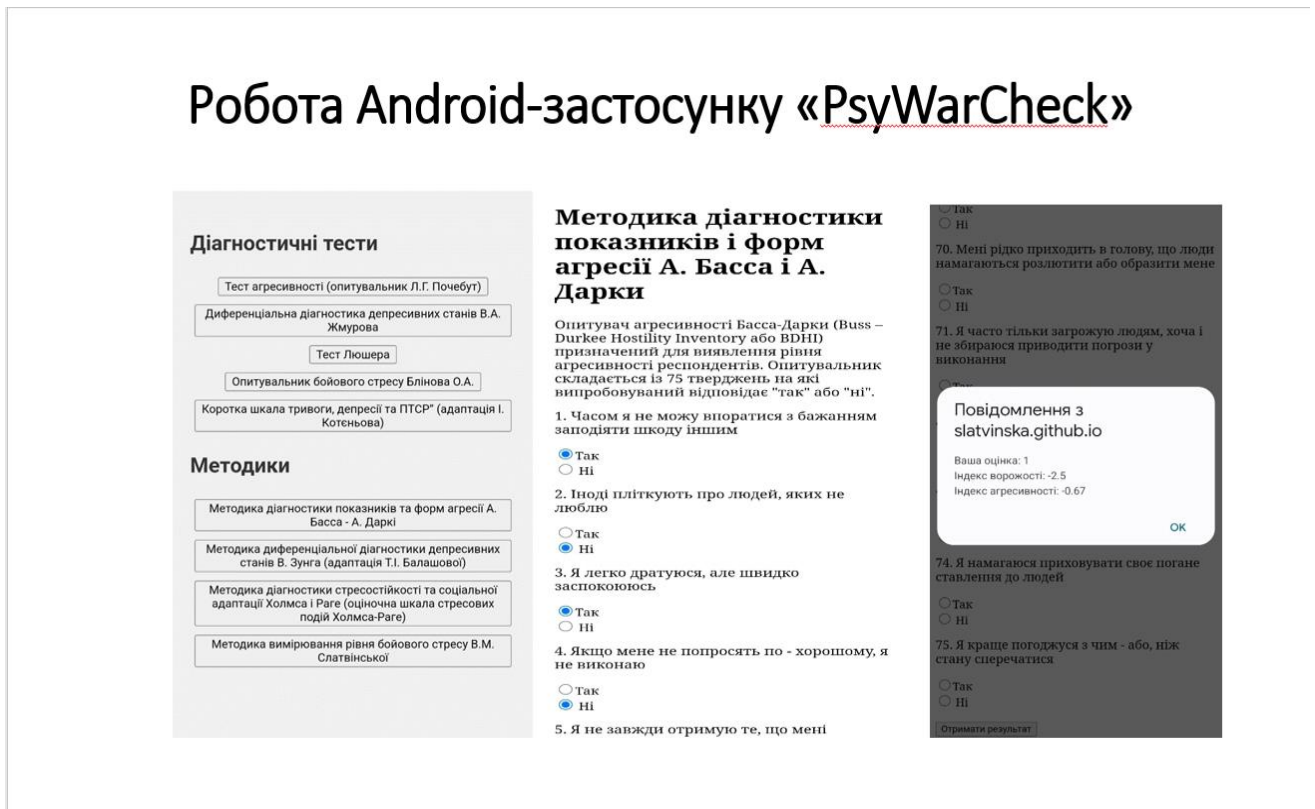 Робота Android-застосунку «PsyWarCheck»
Діагностичні тести
Тест агресивності (опитувальник Л.Г. Почебут)
Диференціальна діагностика депресивних станів В.А.
Жмурова
Тест Люшера
Опитувальник бойового стресу Блінова О.А.
Коротка шкала тривоги, депресії та ПТСР" (адаптація І.
Котєньова)
Методики
Методика діагностики показників та форм агресії А.
Басса - А. Даркі
Методика диференціальної діагностики депресивних
станів В. Зунга (адаптація Т.І. Балашової)
Методика діагностики стресостійкості та соціальної
адаптації Холмса і Раге (оціночна шкала стресових
подій Холмса-Раге)
Методика вимірювання рівня бойового стресу В.М.
Слатвінської
Методика діагностики
показників і форм
агресії А. Басса і А.
Дарки
Опитувач агресивності Басса-Дарки (Buss –
Durkee Hostility Inventory або BDHI)
призначений для виявлення рівня
агресивності респондентів. Опитувальник
складається із 75 тверджень на які
випробовуваний відповідає "так" або "ні".
1. Часом я не можу впоратися з бажанням
заподіяти шкоду іншим
Так
Ні
2. Іноді пліткують про людей, яких не
люблю
Так
Ні
3. Я легко дратуюся, але швидко
заспокоююсь
Так
Ні
4. Якщо мене не попросять по - хорошому, я
не виконаю
Так
Ні
5. Я не завжди отримую те, що мені
Так
Ні
70. Мені рідко приходить в голову, що люди
намагаються розлютити або образити мене
Так
Ні
71. Я часто тільки загрожую людям, хоча і
не збираюся приводити погрози у
виконання
Так
Повідомлення з
slatvinska.github.io
Ваша оцінка: 1
Індекс ворожості: -2.5
Індекс агресивності: -0.67
OK
74. Я намагаюся приховувати своє погане
ставлення до людей
Так
Ні
75. Я краще погоджуся з чим - або, ніж
стану сперечатися
Так
Ні
Отримати результат